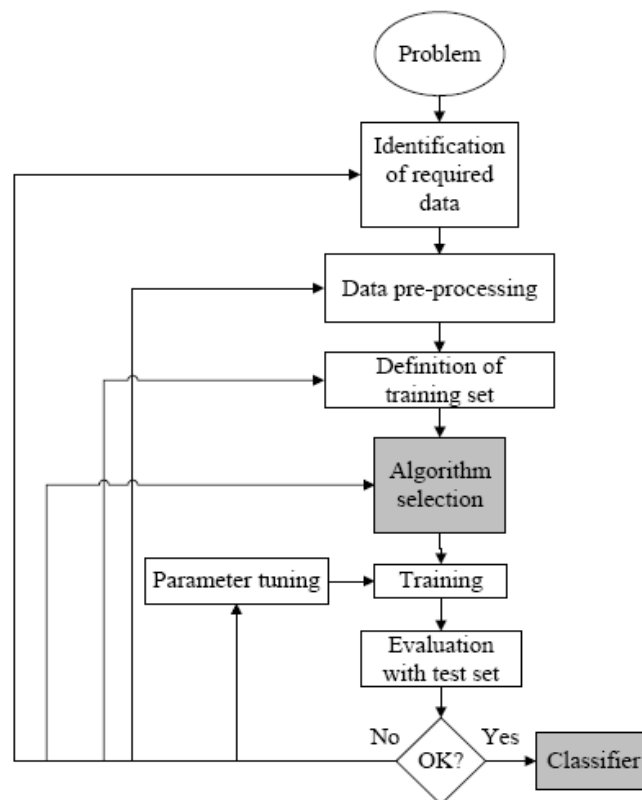 Problem
Identification
of required
data
Data pre-processing
Definition of
training set
Algorithm
selection
Parameter tuning
Training
Evaluation
with test set
No
OK?
Yes
Classifier